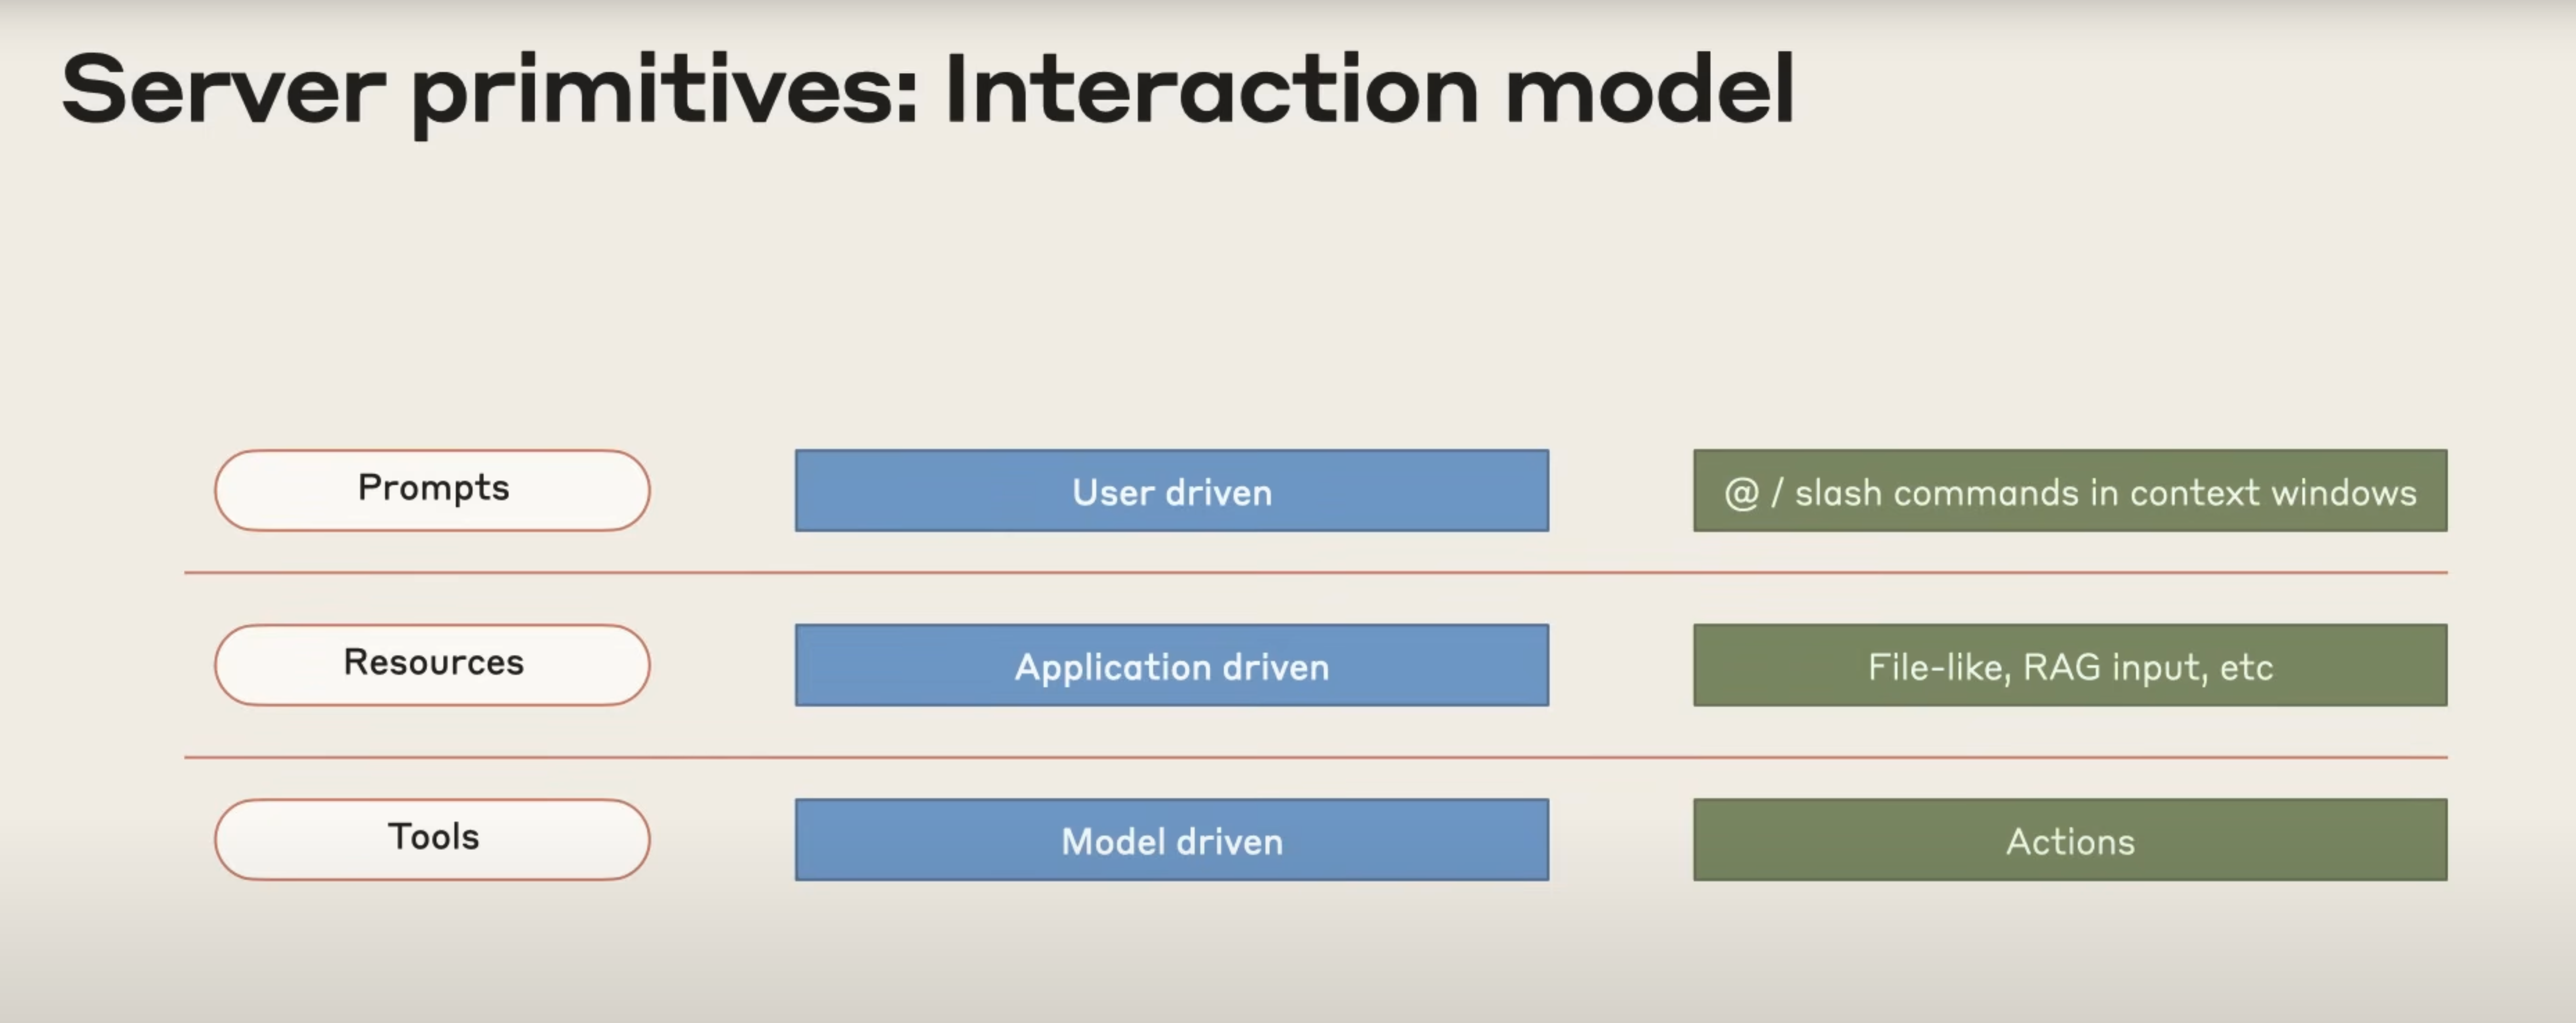 Server primitives: Interaction model
Prompts
User driven
@ / slash commands in context windows
Resources
Application driven
File-like, RAG input, etc
Tools
Model driven
Actions